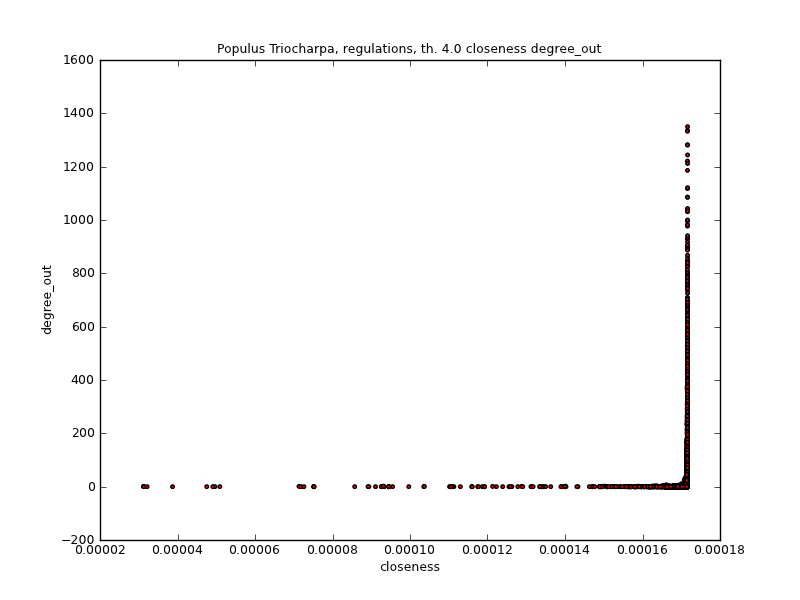 Populus Triocharpa, regulations, th. 4.0 closeness degree_out
1600
1400
1200
1000
800
600
400
200
0
−200
degree_out
0.00002 0.00004 0.00006 0.00008 0.00010 0.00012 0.00014 0.00016 0.00018
closeness